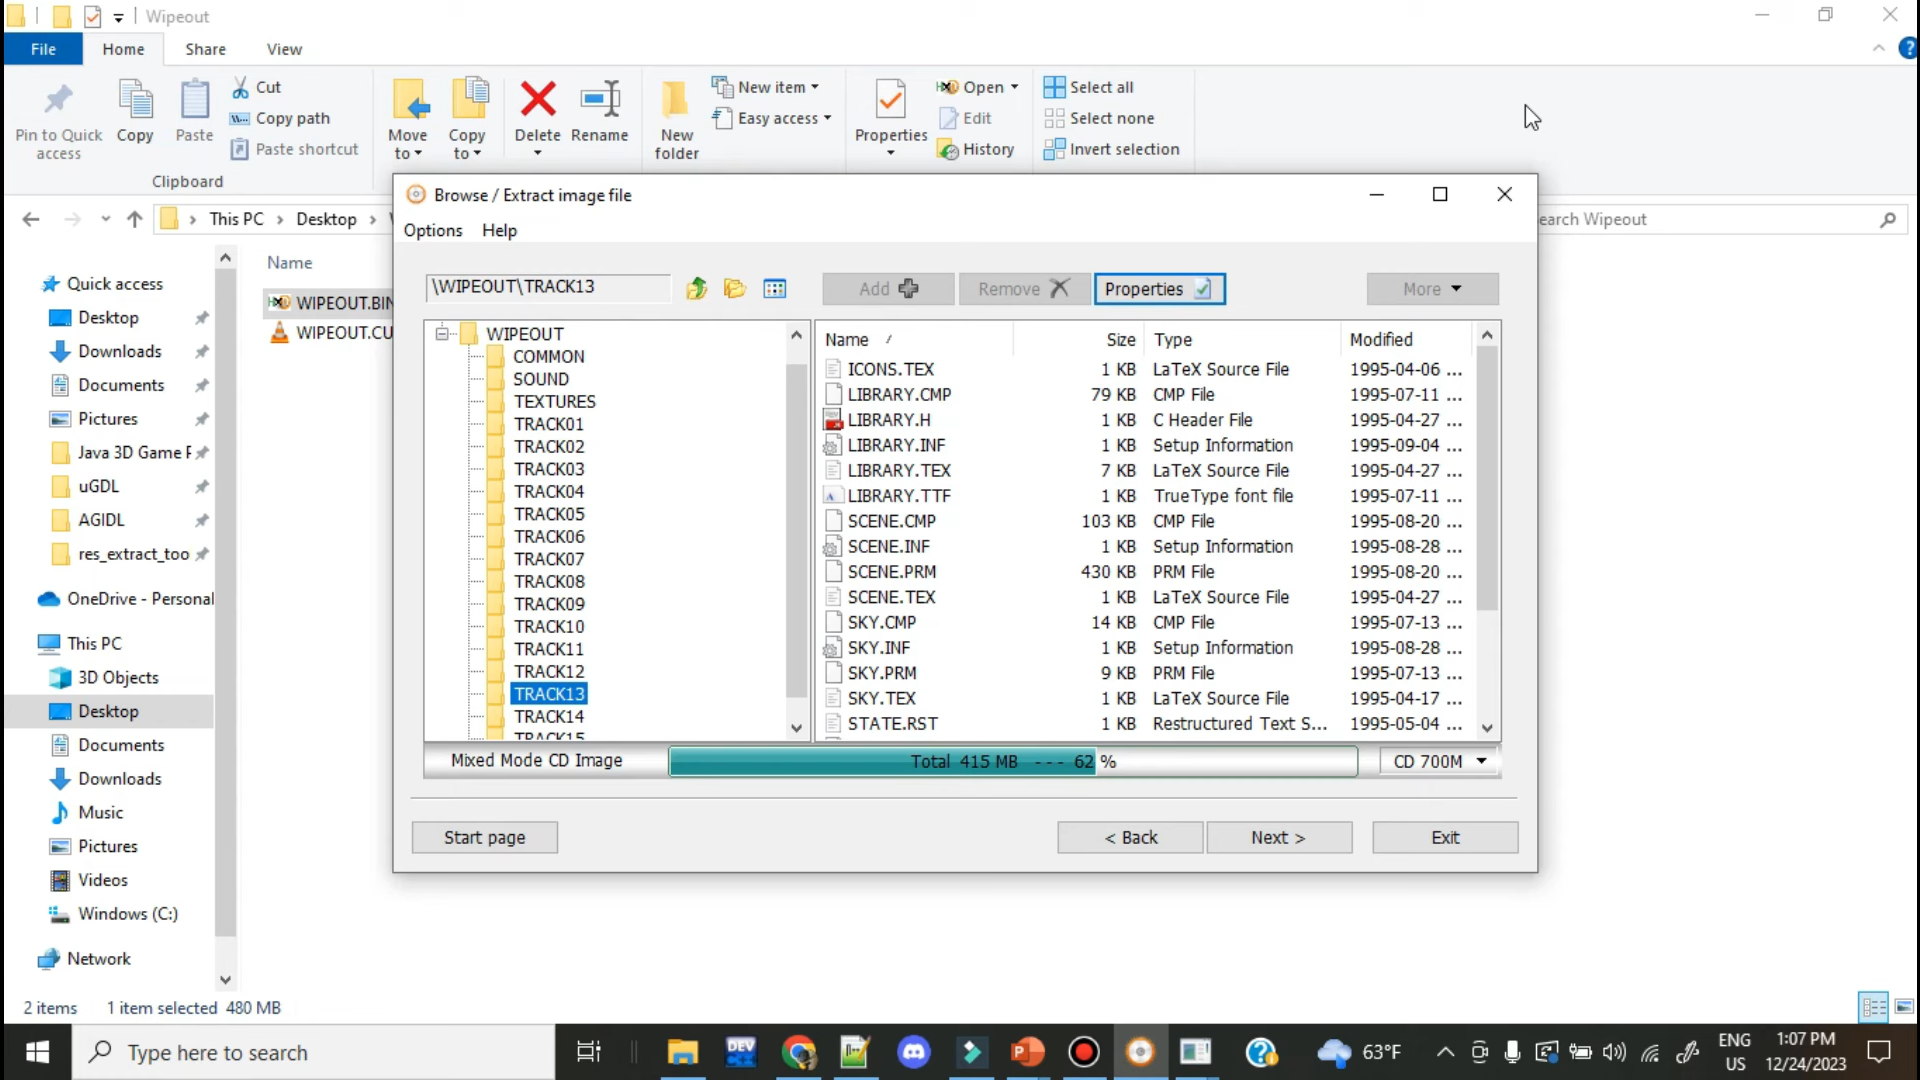 Wipeout
File
Home
Share
View
Pin to Quick access
Copy
Paste
Cut
Copy path
Paste shortcut
Clipboard
Move to
Copy to
Delete
Rename
New folder
New item
Easy access
Properties
Open
Edit
History
Select all
Select none
Invert selection
This PC > Desktop >
earch Wipeout
Quick access
Desktop
Downloads
Documents
Pictures
Java 3D Game F
uGDL
AGIDL
res_extract_too
OneDrive - Personal
This PC
3D Objects
Desktop
Documents
Downloads
Music
Pictures
Videos
Windows (C:)
Network
Name
WIPEOUT.BIN
WIPEOUT.CU
Browse / Extract image file
Options Help
\WIPEOUT\TRACK13
Add
Remove
Properties
More
WIPEOUT
COMMON
SOUND
TEXTURES
TRACK01
TRACK02
TRACK03
TRACK04
TRACK05
TRACK06
TRACK07
TRACK08
TRACK09
TRACK10
TRACK11
TRACK12
TRACK13
TRACK14
TRACK15
Name / Size Type Modified
ICONS.TEX 1 KB LaTeX Source File 1995-04-06 ...
LIBRARY.CMP 79 KB CMP File 1995-07-11 ...
LIBRARY.H 1 KB C Header File 1995-04-27 ...
LIBRARY.INF 1 KB Setup Information 1995-09-04 ...
LIBRARY.TEX 7 KB LaTeX Source File 1995-04-27 ...
LIBRARY.TTF 1 KB TrueType font file 1995-07-11 ...
SCENE.CMP 103 KB CMP File 1995-08-20 ...
SCENE.INF 1 KB Setup Information 1995-08-28 ...
SCENE.PRM 430 KB PRM File 1995-08-20 ...
SCENE.TEX 1 KB LaTeX Source File 1995-04-27 ...
SKY.CMP 14 KB CMP File 1995-07-13 ...
SKY.INF 1 KB Setup Information 1995-08-28 ...
SKY.PRM 9 KB PRM File 1995-07-13 ...
SKY.TEX 1 KB LaTeX Source File 1995-04-17 ...
STATE.RST 1 KB Restructured Text S... 1995-05-04 ...
Mixed Mode CD Image
Total 415 MB --- 62 %
CD 700M
Start page
< Back
Next >
Exit
2 items 1 item selected 480 MB
Type here to search
DEV
63°F
ENG
US
1:07 PM
12/24/2023